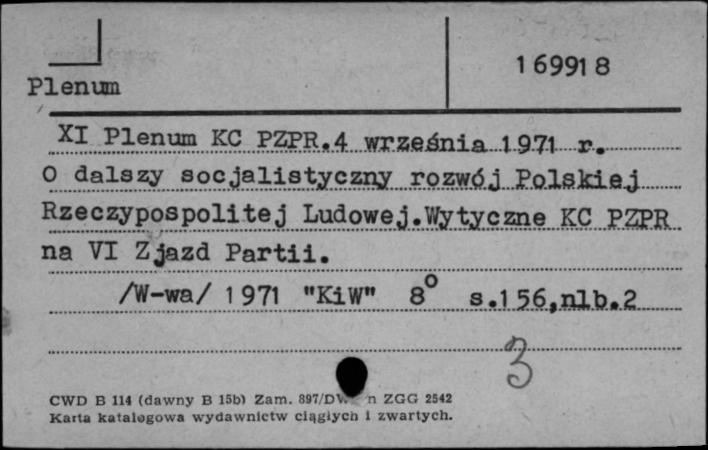 169918
Plenum
XI Plenum KC PZPR.4 września 1971 r.
O dalszy socjalistyczny rozwój Polskiej
Rzeczypospolitej Ludowej.Wytyczne KC PZPR
na VI Zjazd Partii.
/W-wa/ 1971 "KiW" 8° s.156,nlb.2
3
CWD B 114 (dawny B 15b) Zam. 897/DW n ZGG 2542
Karta katalogowa wydawnictw ciągłych i zwartych.